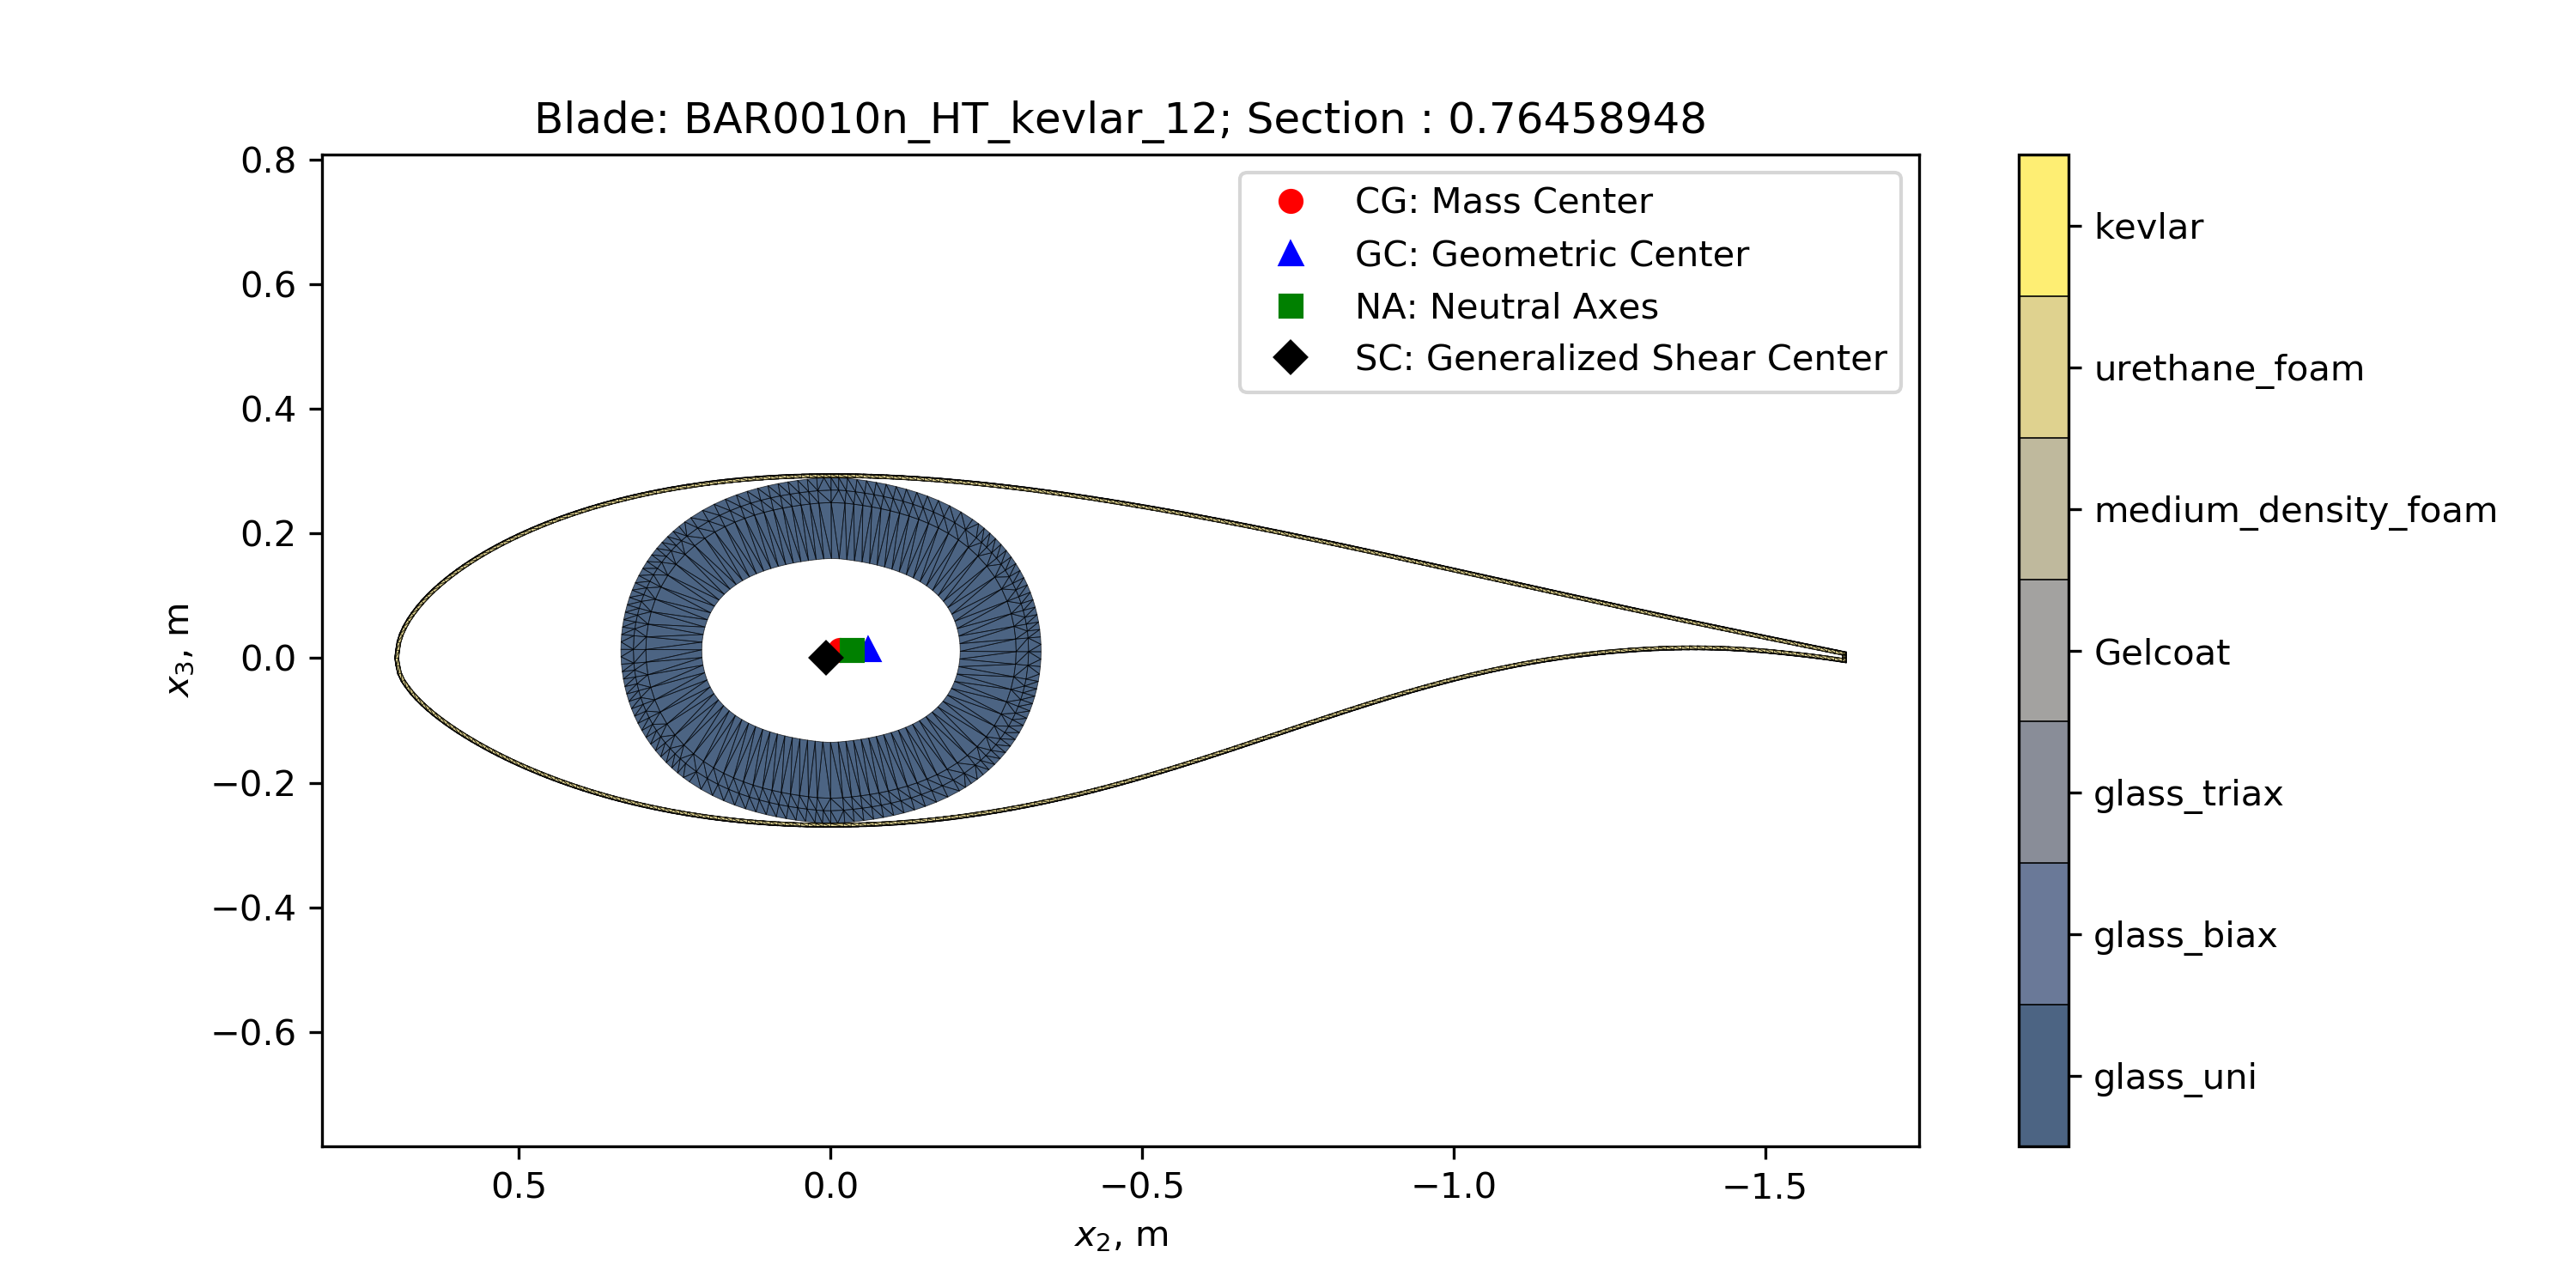 Blade: BAR0010n_HT_kevlar_12; Section : 0.76458948
CG: Mass Center
GC: Geometric Center
NA: Neutral Axes
SC: Generalized Shear Center
0.8
0.6
0.4
0.2
0.0
−0.2
−0.4
−0.6
x₃, m
0.5 0.0 −0.5 −1.0 −1.5
x₂, m
kevlar
urethane_foam
medium_density_foam
Gelcoat
glass_triax
glass_biax
glass_uni